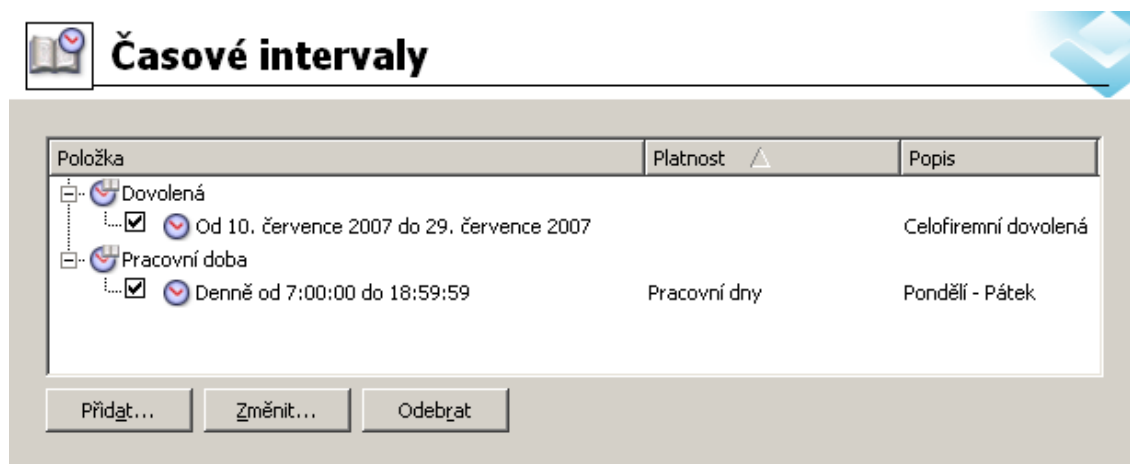 Časové intervaly
Položka Platnost Popis
Dovolená
Od 10. července 2007 do 29. července 2007 Celofiremní dovolená
Pracovní doba
Denně od 7:00:00 do 18:59:59 Pracovní dny Pondělí - Pátek
Přidat... Změnit... Odebrat